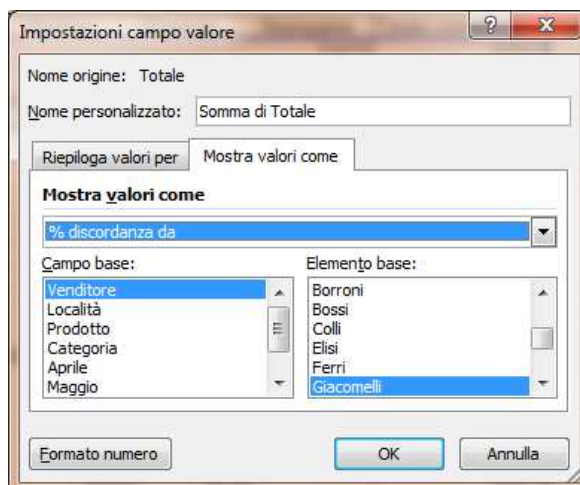 Impostazioni campo valore
Nome origine: Totale
Nome personalizzato: Somma di Totale
Riepiloga valori per Mostra valori come
Mostra valori come
% discordanza da
Campo base: Elemento base:
Venditore Borroni
Località Bossi
Prodotto Colli
Categoria Elisi
Aprile Ferri
Maggio Giacomelli
Formato numero OK Annulla